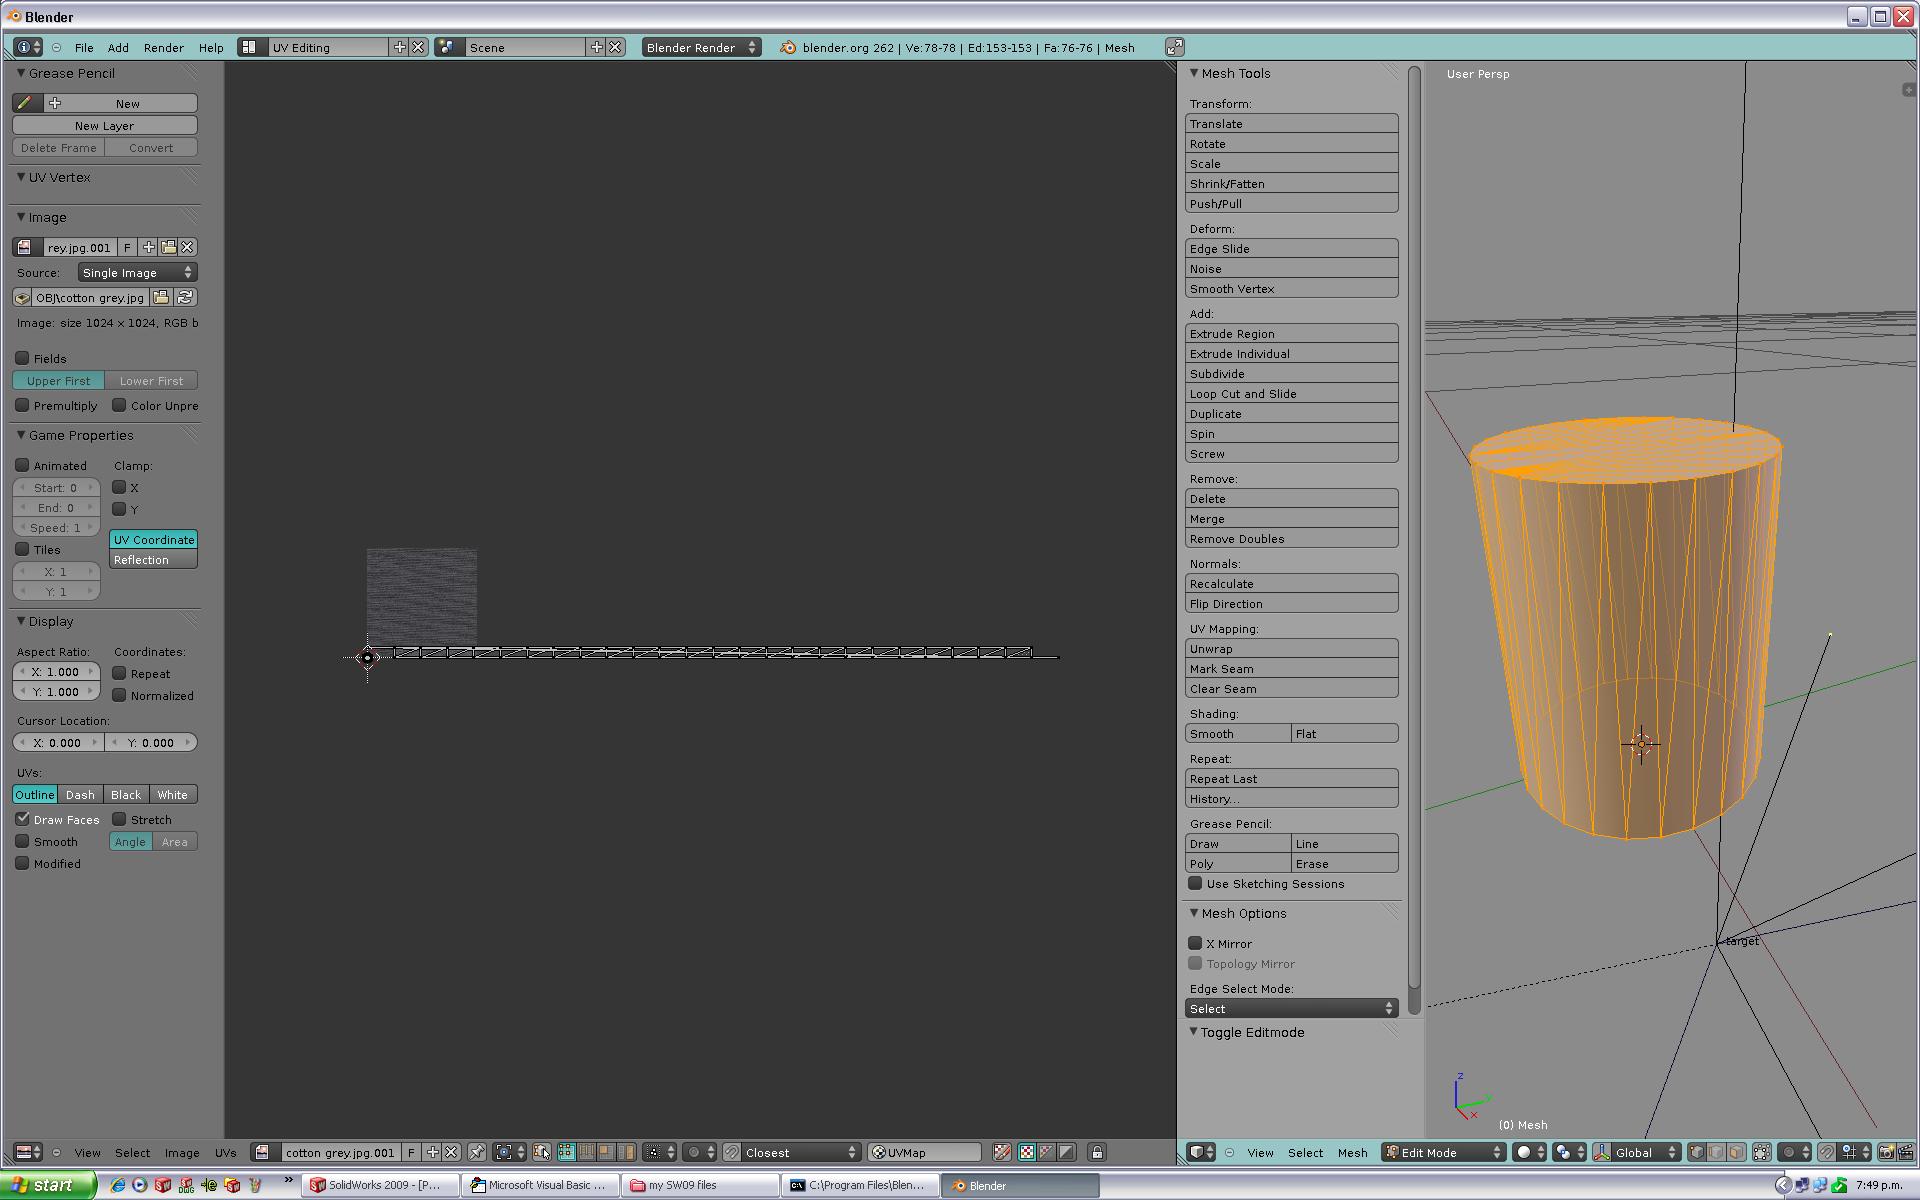 Blender
File Add Render Help UV Editing Scene Blender Render blender.org 262 | Ve:78-78 | Ed:153-153 | Fa:76-76 | Mesh
Grease Pencil
New
New Layer
Delete Frame Convert
UV Vertex
Image
rey.jpg.001 F
Source: Single Image
OBJ\cotton grey.jpg
Image: size 1024 x 1024, RGB b
Fields
Upper First Lower First
Premultiply Color Unpre
Game Properties
Animated Clamp:
Start: 0 X
End: 0 Y
Speed: 1
UV Coordinate
Tiles
Reflection
X: 1
Y: 1
Display
Aspect Ratio: Coordinates:
X: 1.000 Repeat
Y: 1.000 Normalized
Cursor Location:
X: 0.000 Y: 0.000
UVs:
Outline Dash Black White
Draw Faces Stretch
Smooth Angle Area
Modified
View Select Image UVs cotton grey.jpg.001 F Closest UVMap
Mesh Tools
Transform:
Translate
Rotate
Scale
Shrink/Fatten
Push/Pull
Deform:
Edge Slide
Noise
Smooth Vertex
Add:
Extrude Region
Extrude Individual
Subdivide
Loop Cut and Slide
Duplicate
Spin
Screw
Remove:
Delete
Merge
Remove Doubles
Normals:
Recalculate
Flip Direction
UV Mapping:
Unwrap
Mark Seam
Clear Seam
Shading:
Smooth Flat
Repeat:
Repeat Last
History...
Grease Pencil:
Draw Line
Poly Erase
Use Sketching Sessions
Mesh Options
X Mirror
Topology Mirror
Edge Select Mode:
Select
Toggle Editmode
User Persp
target
z
y
x
(0) Mesh
View Select Mesh Edit Mode Global
start » SolidWorks 2009 - [P... Microsoft Visual Basic ... my SW09 files C:\Program Files\Blen... Blender 7:49 p.m.